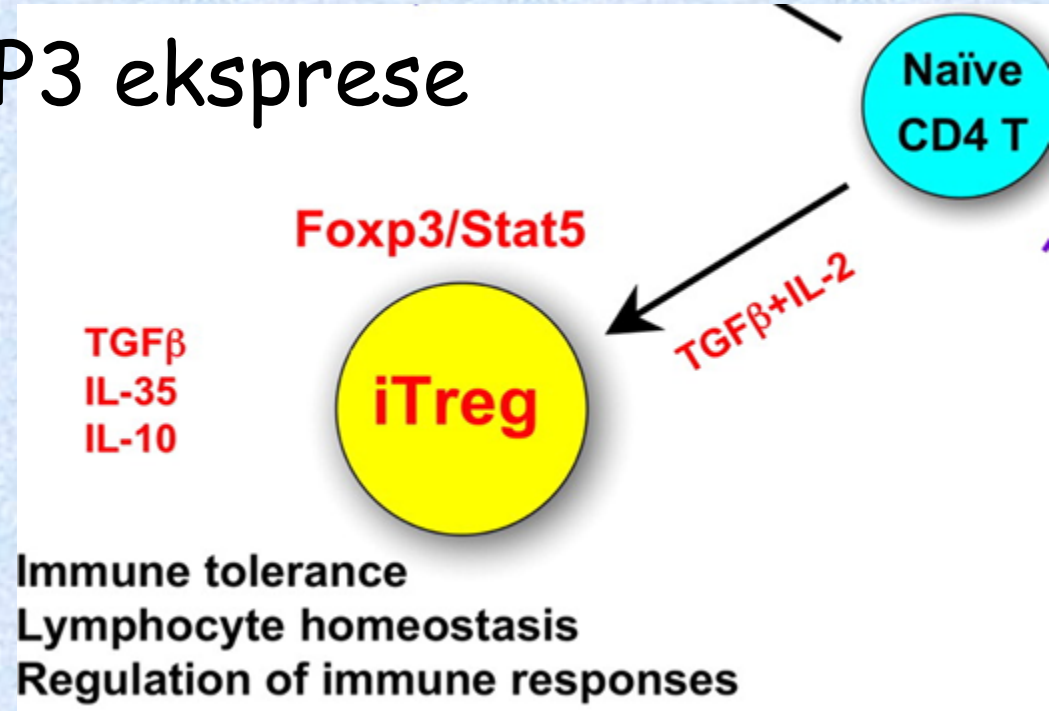 P3 eksprese
Naïve
CD4 T
Foxp3/Stat5
TGFβ+IL-2
TGFβ
IL-35
IL-10
iTreg
Immune tolerance
Lymphocyte homeostasis
Regulation of immune responses